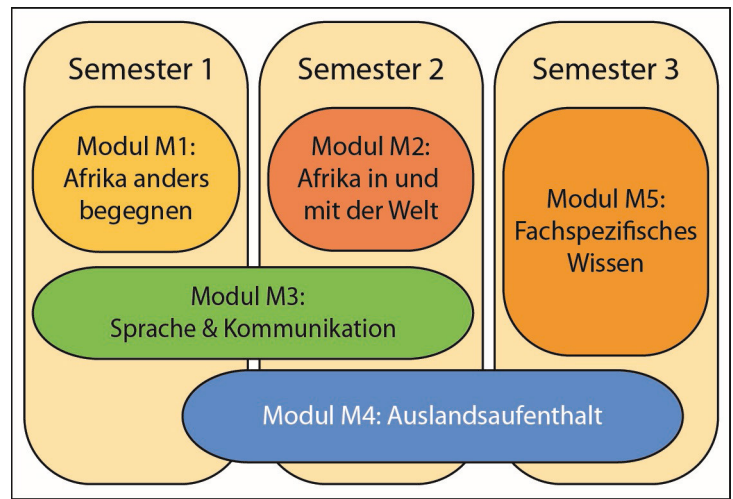 Semester 1
Semester 2
Semester 3
Modul M1:
Afrika anders
begegnen
Modul M2:
Afrika in und
mit der Welt
Modul M5:
Fachspezifisches
Wissen
Modul M3:
Sprache & Kommunikation
Modul M4: Auslandsaufenthalt